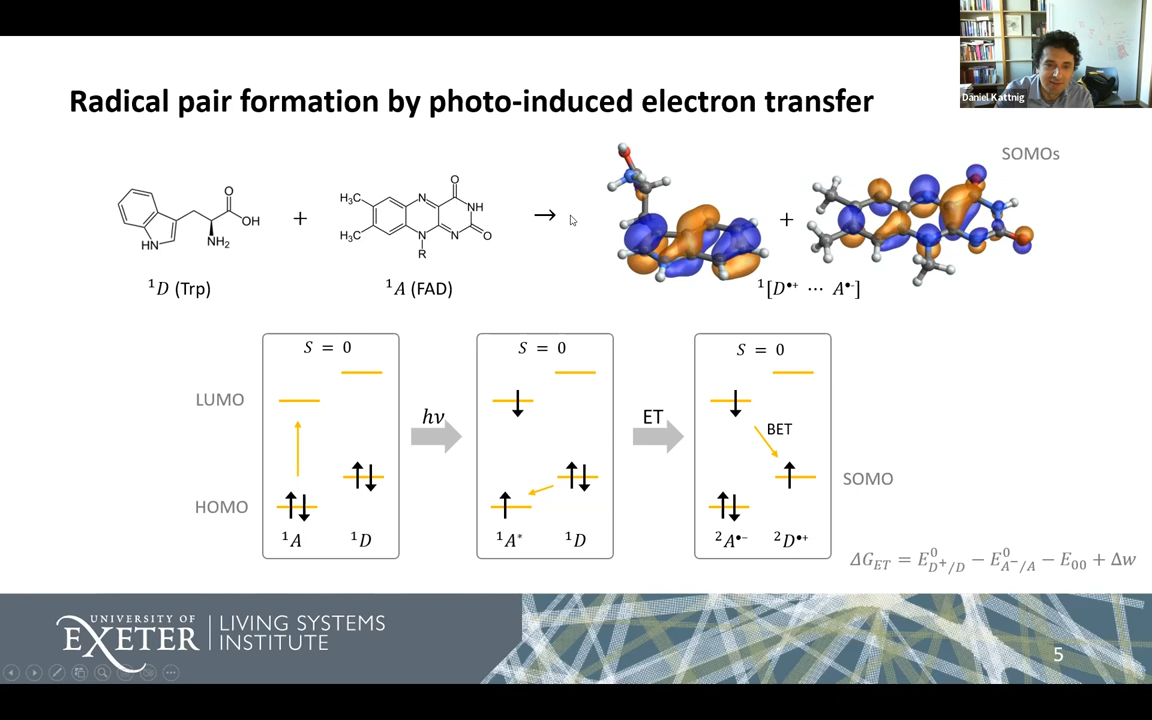 Daniel Kattnig
Radical pair formation by photo-induced electron transfer
SOMOs
O
OH
NH₂
NH
+
H₃C
H₃C
N
N
N
R
O
NH
O
→
+
¹D (Trp)
¹A (FAD)
¹[D•+ ⋯ A•−]
S = 0
S = 0
S = 0
LUMO
HOMO
hν
ET
BET
SOMO
¹A
¹D
¹A*
¹D
²A•−
²D•+
ΔG_ET = E⁰_D⁺/D − E⁰_A⁻/A − E₀₀ + Δw
UNIVERSITY OF
EXETER
LIVING SYSTEMS
INSTITUTE
5